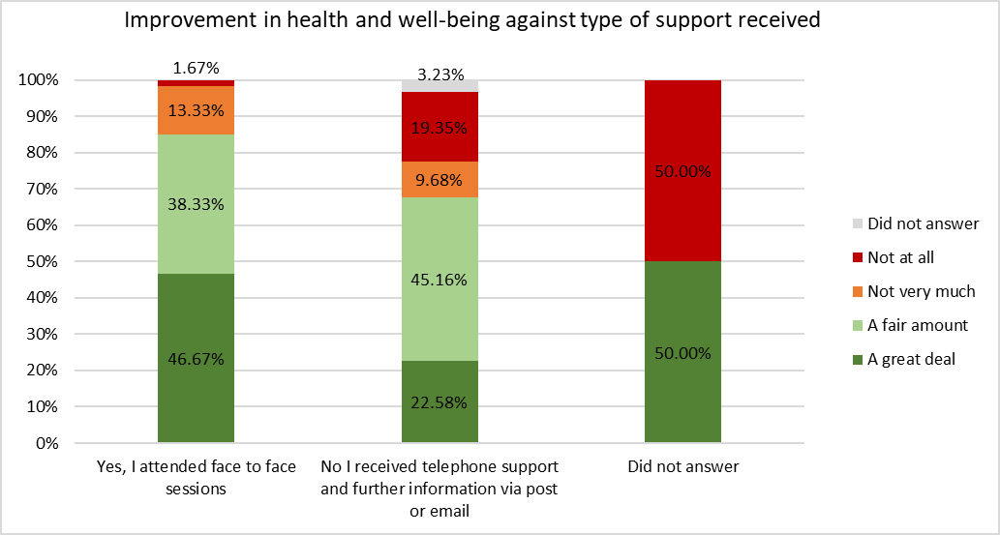 Improvement in health and well-being against type of support received
100%
90%
80%
70%
60%
50%
40%
30%
20%
10%
0%
1.67%
13.33%
38.33%
46.67%
3.23%
19.35%
9.68%
45.16%
22.58%
50.00%
50.00%
Yes, I attended face to face
sessions
No I received telephone support
and further information via post
or email
Did not answer
Did not answer
Not at all
Not very much
A fair amount
A great deal